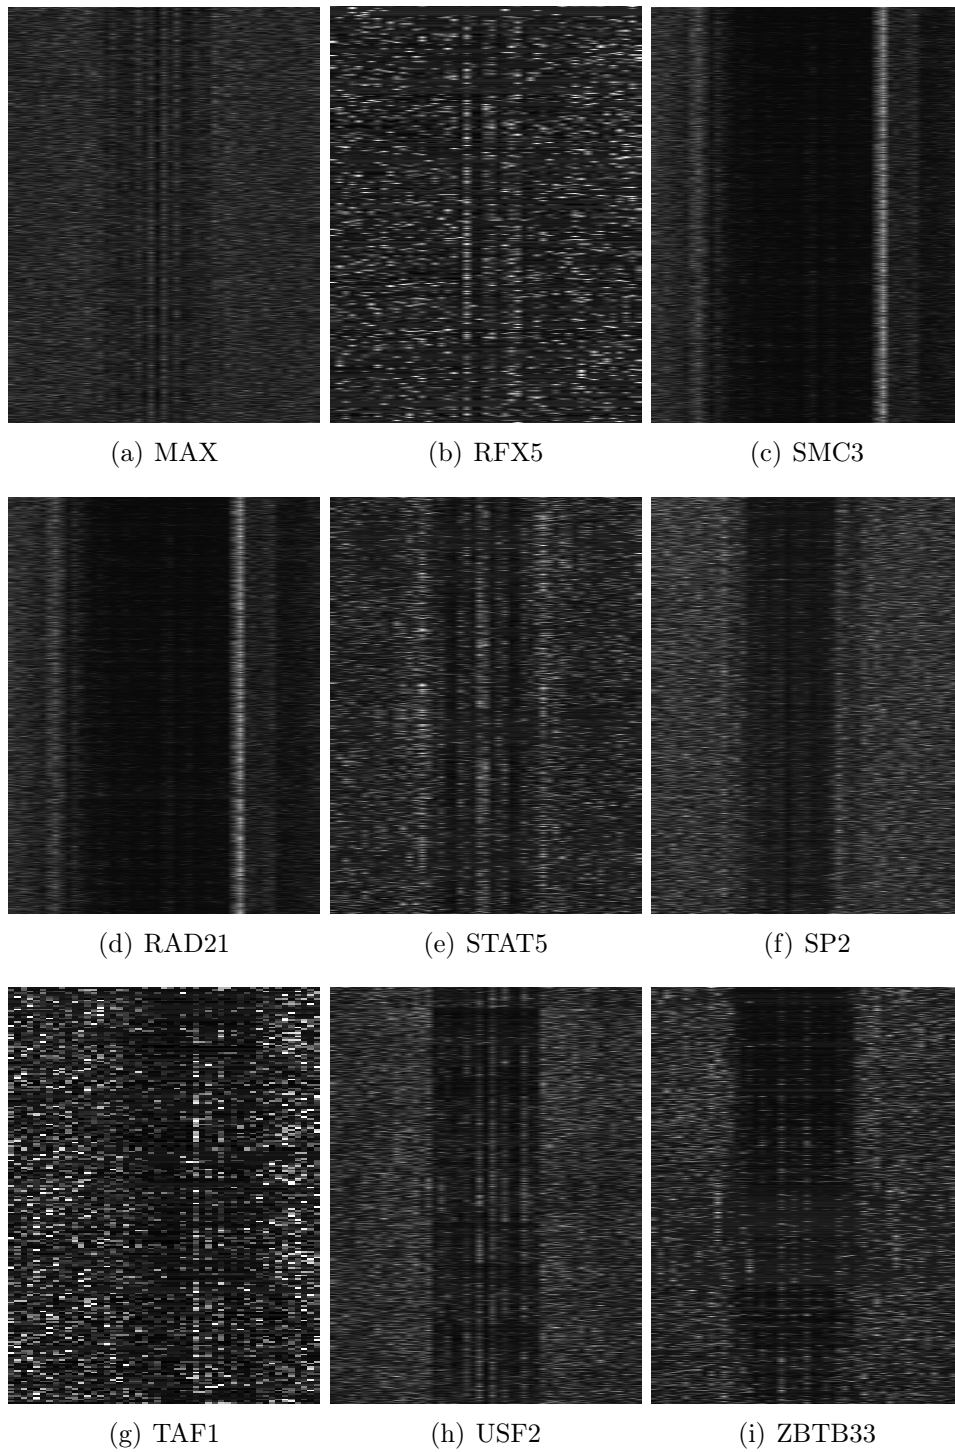 (a) MAX
(b) RFX5
(c) SMC3
(d) RAD21
(e) STAT5
(f) SP2
(g) TAF1
(h) USF2
(i) ZBTB33